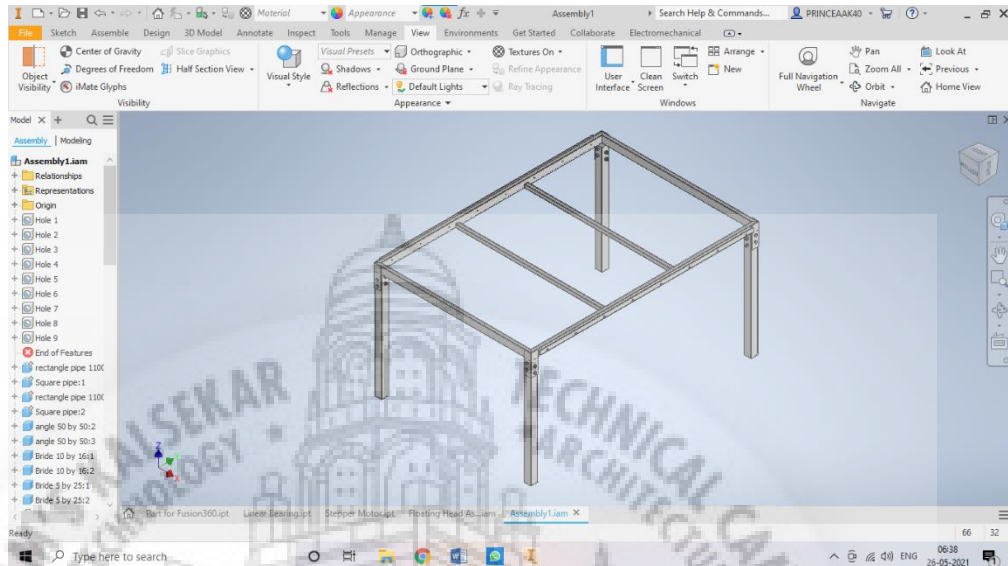 Material
Appearance
Assembly1
Search Help & Commands...
PRINCEAAK40
File Sketch Assemble Design 3D Model Annotate Inspect Tools Manage View Environments Get Started Collaborate Electromechanical
Object Visibility
Center of Gravity
Slice Graphics
Degrees of Freedom
Half Section View
iMate Glyphs
Visibility
Visual Style
Visual Presets
Orthographic
Textures On
Shadows
Ground Plane
Refine Appearance
Reflections
Default Lights
Ray Tracing
Appearance
User Interface
Clean Screen
Switch
Arrange
New
Windows
Full Navigation Wheel
Pan
Look At
Zoom All
Previous
Orbit
Home View
Navigate
Model
Assembly | Modeling
Assembly1.iam
Relationships
Representations
Origin
Hole 1
Hole 2
Hole 3
Hole 4
Hole 5
Hole 6
Hole 7
Hole 8
Hole 9
End of Features
rectangle pipe 110
Square pipe:1
rectangle pipe 110
Square pipe:2
angle 50 by 50:2
angle 50 by 50:3
Bride 10 by 16:1
Bride 10 by 16:2
Bride 5 by 25:1
Bride 5 by 25:2
KALSEKAR TECHNICAL
Z
X
Part for Fusion360.ipt Linear Bearing.ipt Stepper Motor.ipt Floating Head As...iam Assembly1.iam
Ready
66 32
Type here to search
ENG
06:38
26-05-2021